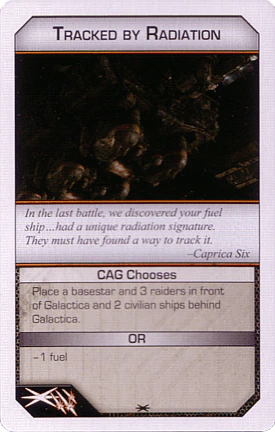 Tracked by Radiation
In the last battle, we discovered your fuel
ship...had a unique radiation signature.
They must have found a way to track it.
–Caprica Six
CAG Chooses
Place a basestar and 3 raiders in front
of Galactica and 2 civilian ships behind
Galactica.
OR
-1 fuel